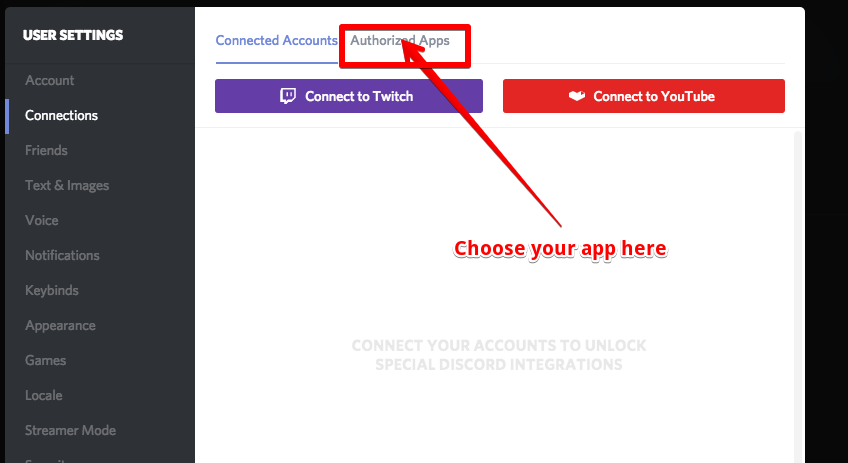 USER SETTINGS
Account
Connections
Friends
Text & Images
Voice
Notifications
Keybinds
Appearance
Games
Locale
Streamer Mode
Connected Accounts
Authorized Apps
Connect to Twitch
Connect to YouTube
Choose your app here
CONNECT YOUR ACCOUNTS TO UNLOCK
SPECIAL DISCORD INTEGRATIONS